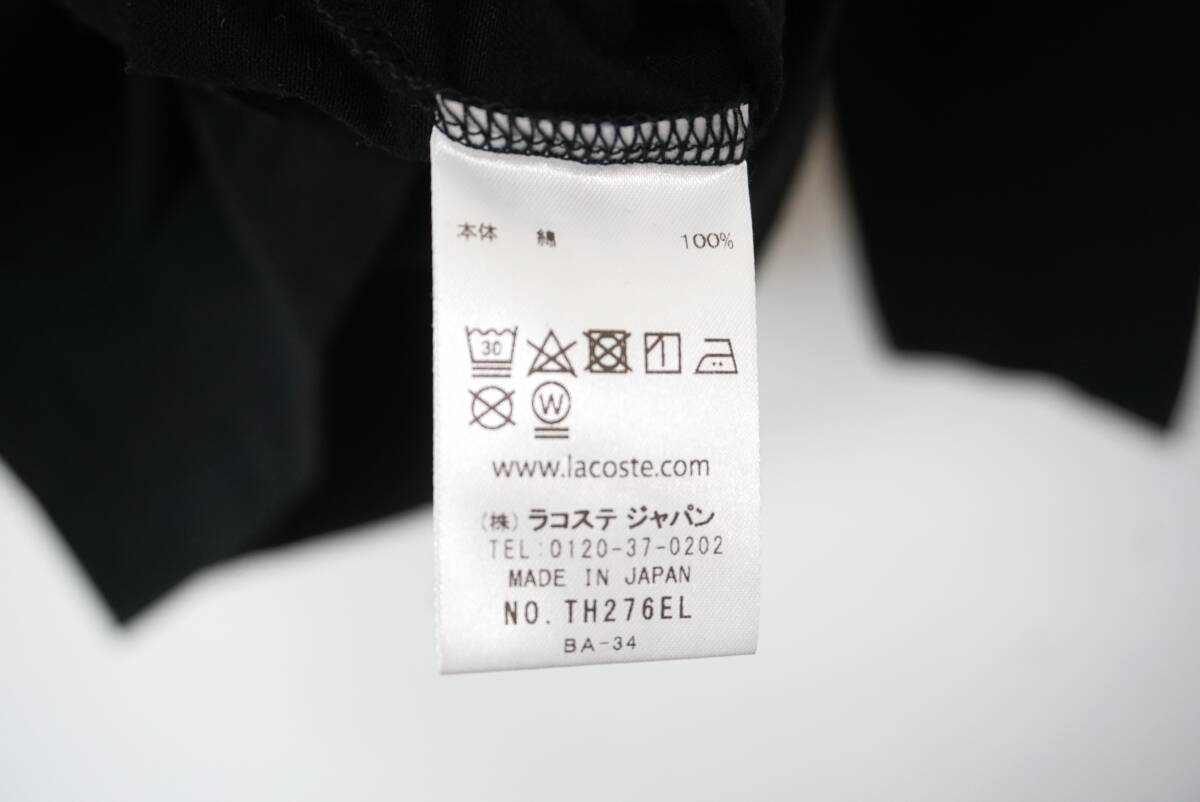 本体 綿 100%
30
W
www.lacoste.com
(株) ラコステ ジャパン
TEL:0120-37-0202
MADE IN JAPAN
NO. TH276EL
BA-34